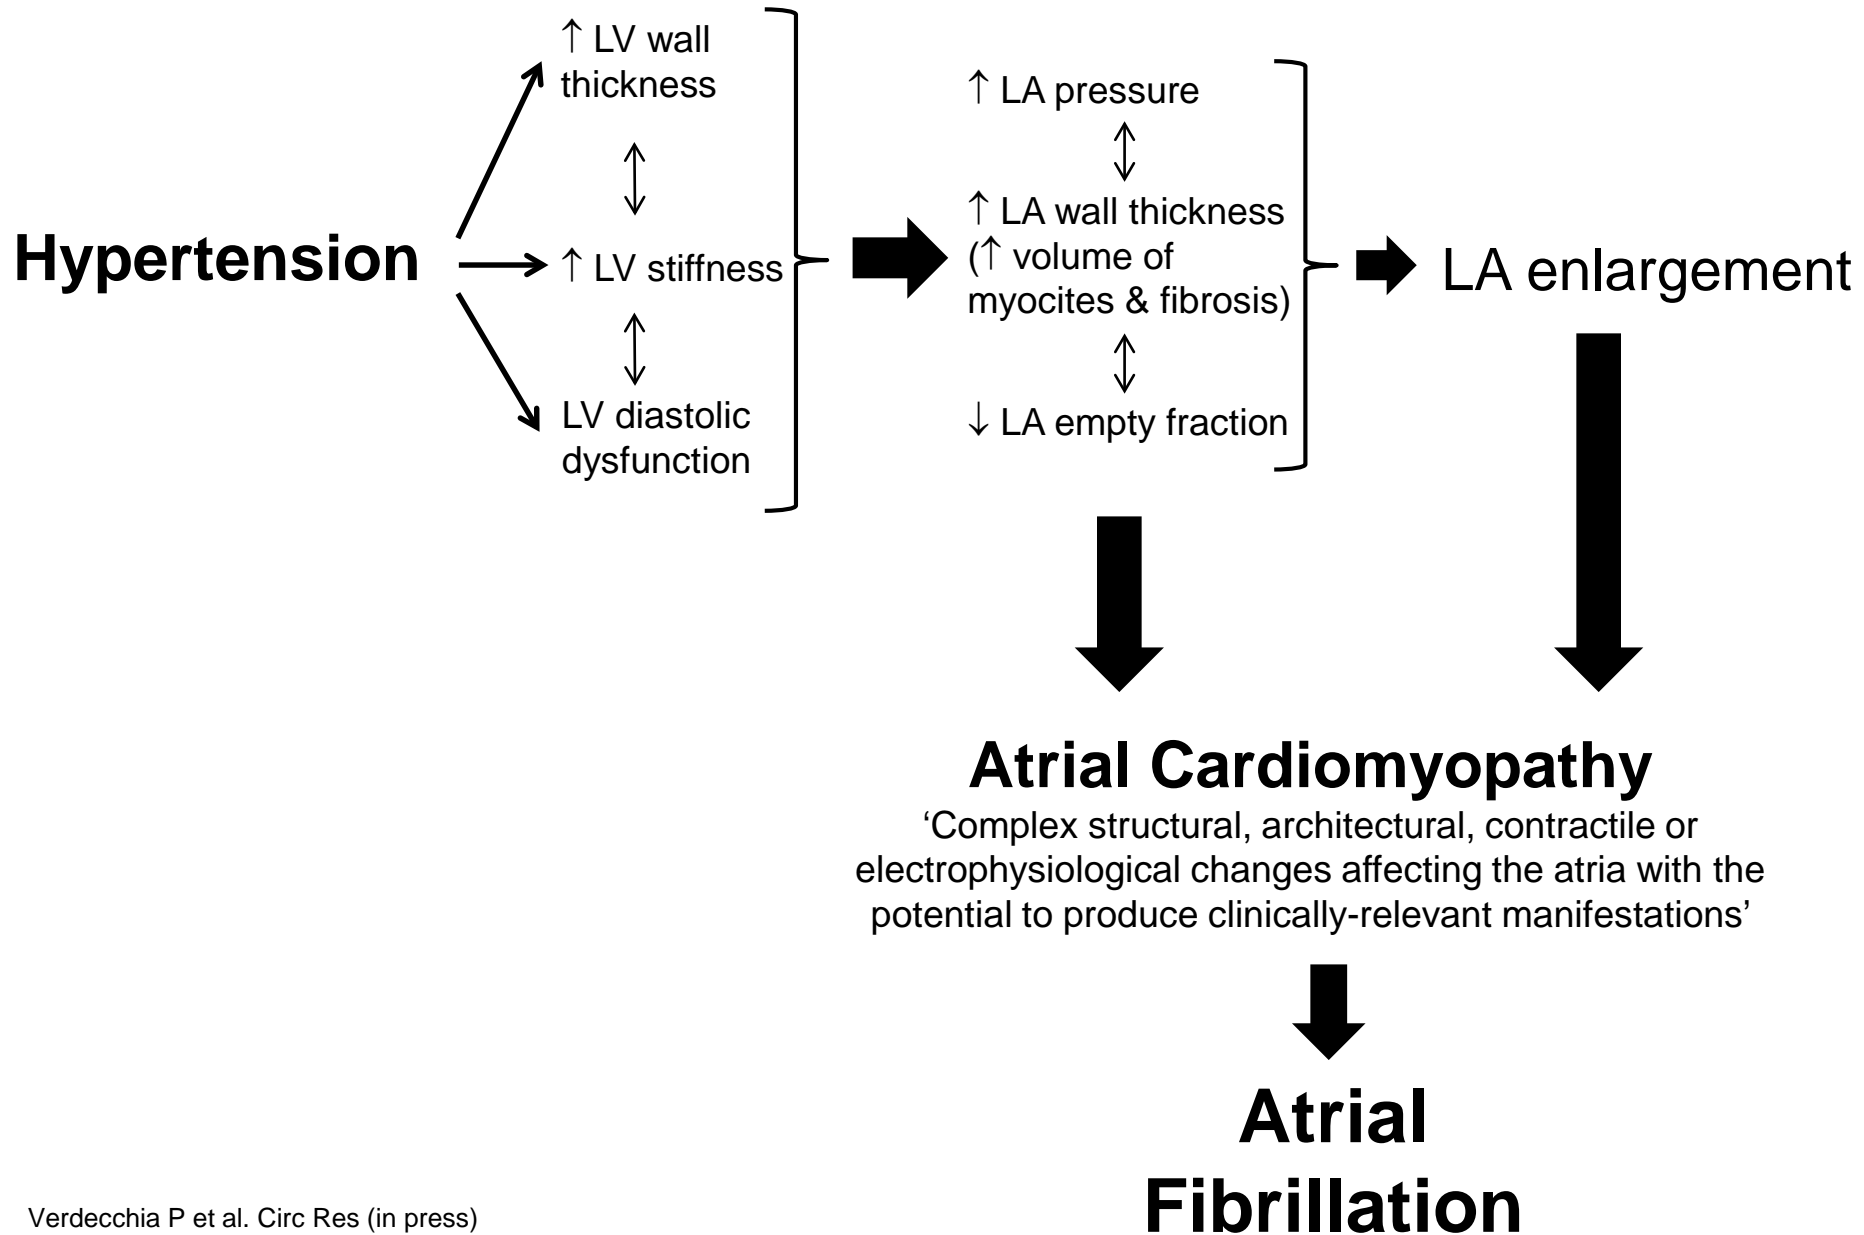 Hypertension
↑ LV wall
thickness
↑ LV stiffness
LV diastolic
dysfunction
↑ LA pressure
↑ LA wall thickness
(↑ volume of
myocites & fibrosis)
↓ LA empty fraction
LA enlargement
Atrial Cardiomyopathy
‘Complex structural, architectural, contractile or
electrophysiological changes affecting the atria with the
potential to produce clinically-relevant manifestations’
Atrial
Fibrillation
Verdecchia P et al. Circ Res (in press)